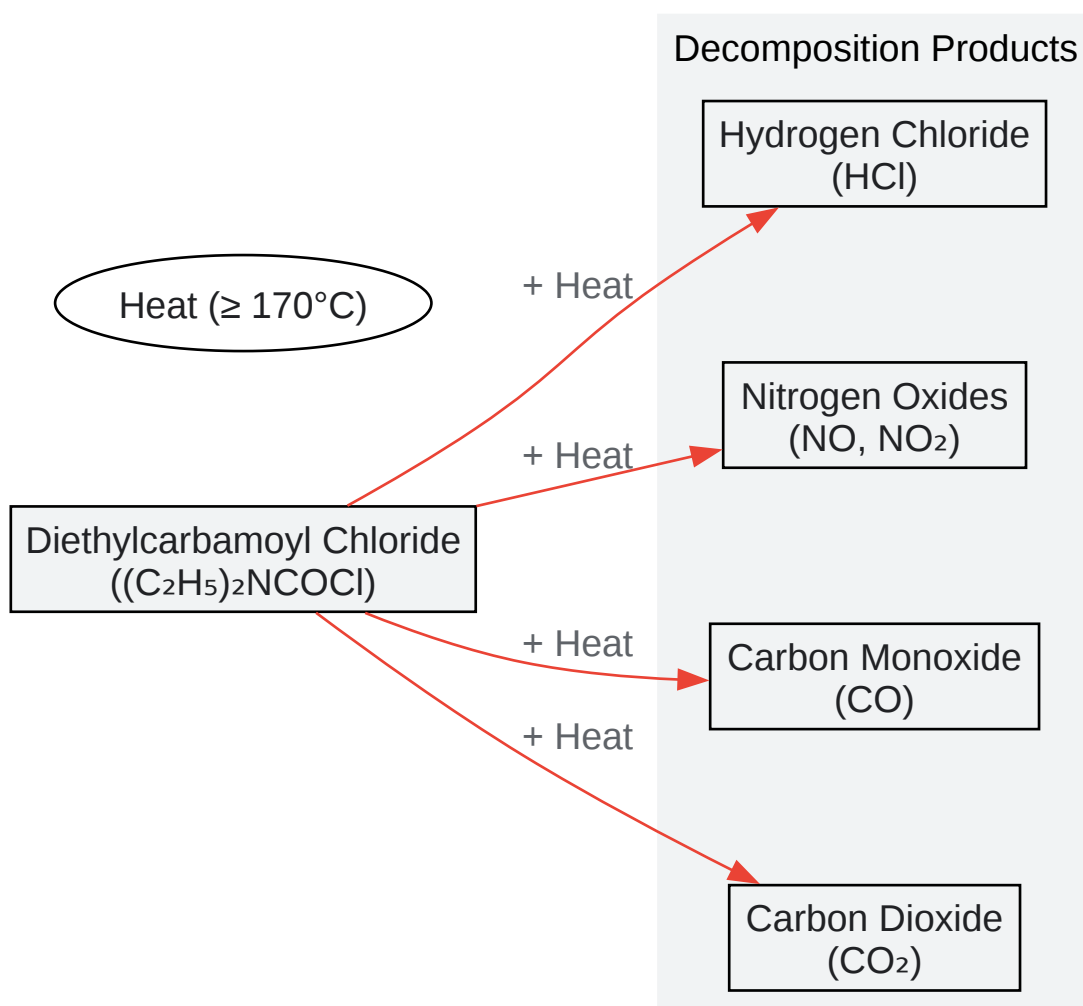 Decomposition Products
Hydrogen Chloride
(HCl)
+ Heat
Heat (≥ 170°C)
Nitrogen Oxides
(NO, NO₂)
+ Heat
Diethylcarbamoyl Chloride
((C₂H₅)₂NCOCl)
+ Heat
Carbon Monoxide
(CO)
+ Heat
Carbon Dioxide
(CO₂)